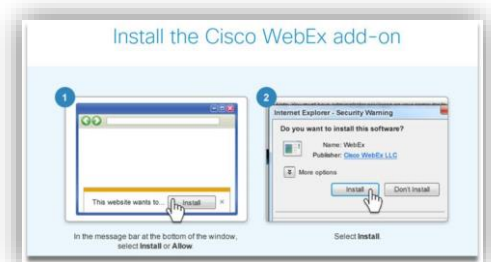 Install the Cisco WebEx add-on
1
This website wants to...
Install
×
In the message bar at the bottom of the window,
select Install or Allow
2
Internet Explorer - Security Warning
Do you want to install this software?
Name: WebEx
Publisher: Cisco WebEx LLC
More options
Install
Don't Install
Select Install.